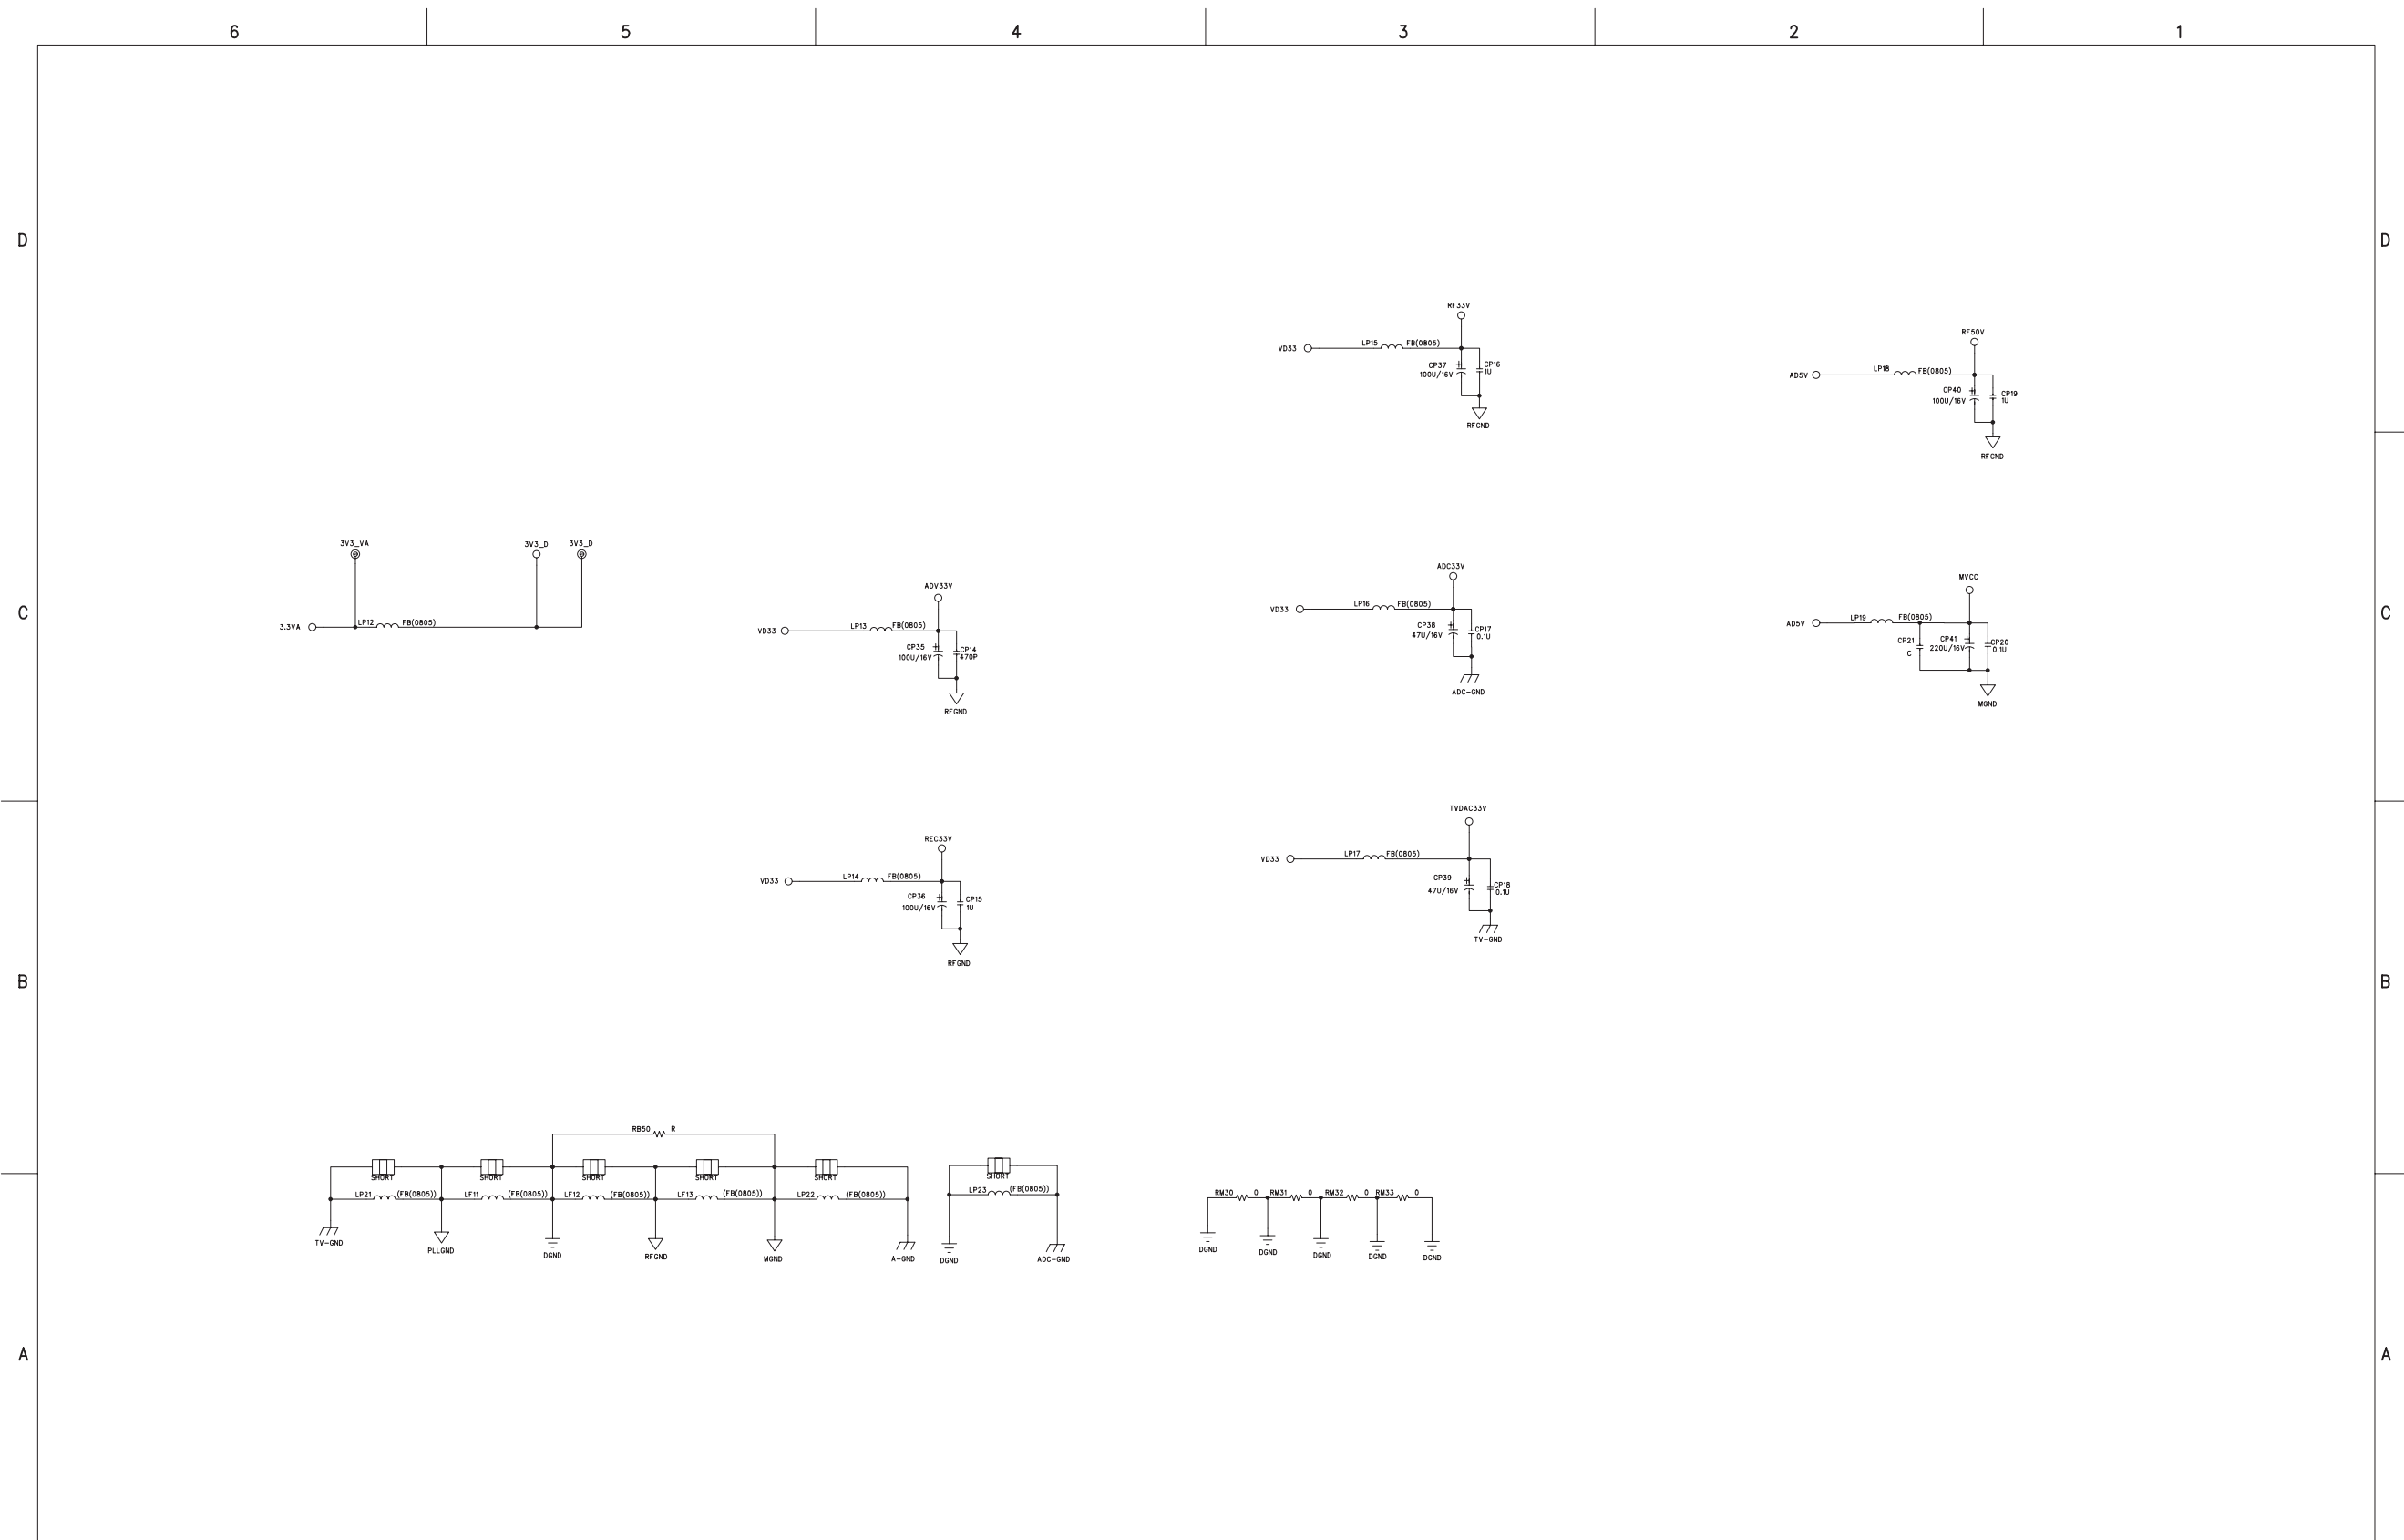 6 5 4 3 2 1
D D
RF33V
VD33 LP15 FB(0805)
CP37 + CP16
100U/16V 1U
RFGND
RF50V
AD5V LP18 FB(0805)
CP40 + CP19
100U/16V 1U
RFGND
C C
3V3_VA 3V3_D 3V3_D
3.3VA LP12 FB(0805)
ADV33V
VD33 LP13 FB(0805)
CP35 + CP14
100U/16V 470P
RFGND
ADC33V
VD33 LP16 FB(0805)
CP38 + CP17
47U/16V 0.1U
ADC-GND
MVCC
AD5V LP19 FB(0805)
CP21 CP41 + CP20
C 220U/16V 0.1U
MGND
REC33V
VD33 LP14 FB(0805)
CP36 + CP15
100U/16V 1U
RFGND
TVDAC33V
VD33 LP17 FB(0805)
CP39 + CP18
47U/16V 0.1U
TV-GND
B B
RB50 R
SHORT SHORT SHORT SHORT SHORT SHORT
LP21 (FB(0805)) LF11 (FB(0805)) LF12 (FB(0805)) LF13 (FB(0805)) LP22 (FB(0805)) LP23 (FB(0805))
TV-GND PLLGND DGND RFGND MGND A-GND DGND ADC-GND
RM30 0 RM31 0 RM32 0 RM33 0
DGND DGND DGND DGND DGND
A A